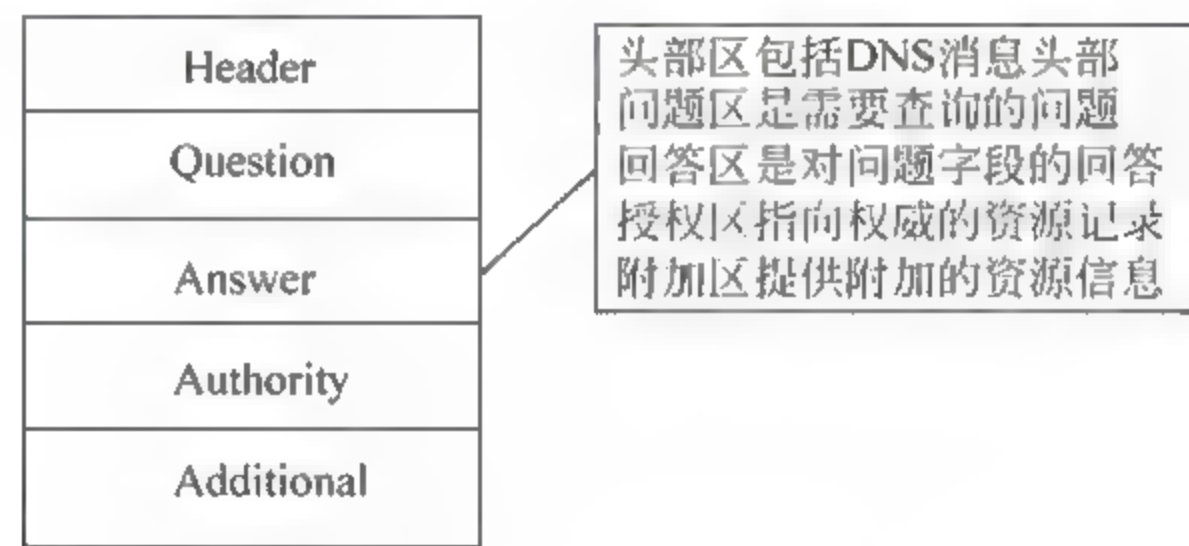 Header
Question
Answer
Authority
Additional
头部区包括DNS消息头部
问题区是需要查询的问题
回答区是对问题字段的回答
授权区指向权威的资源记录
附加区提供附加的资源信息